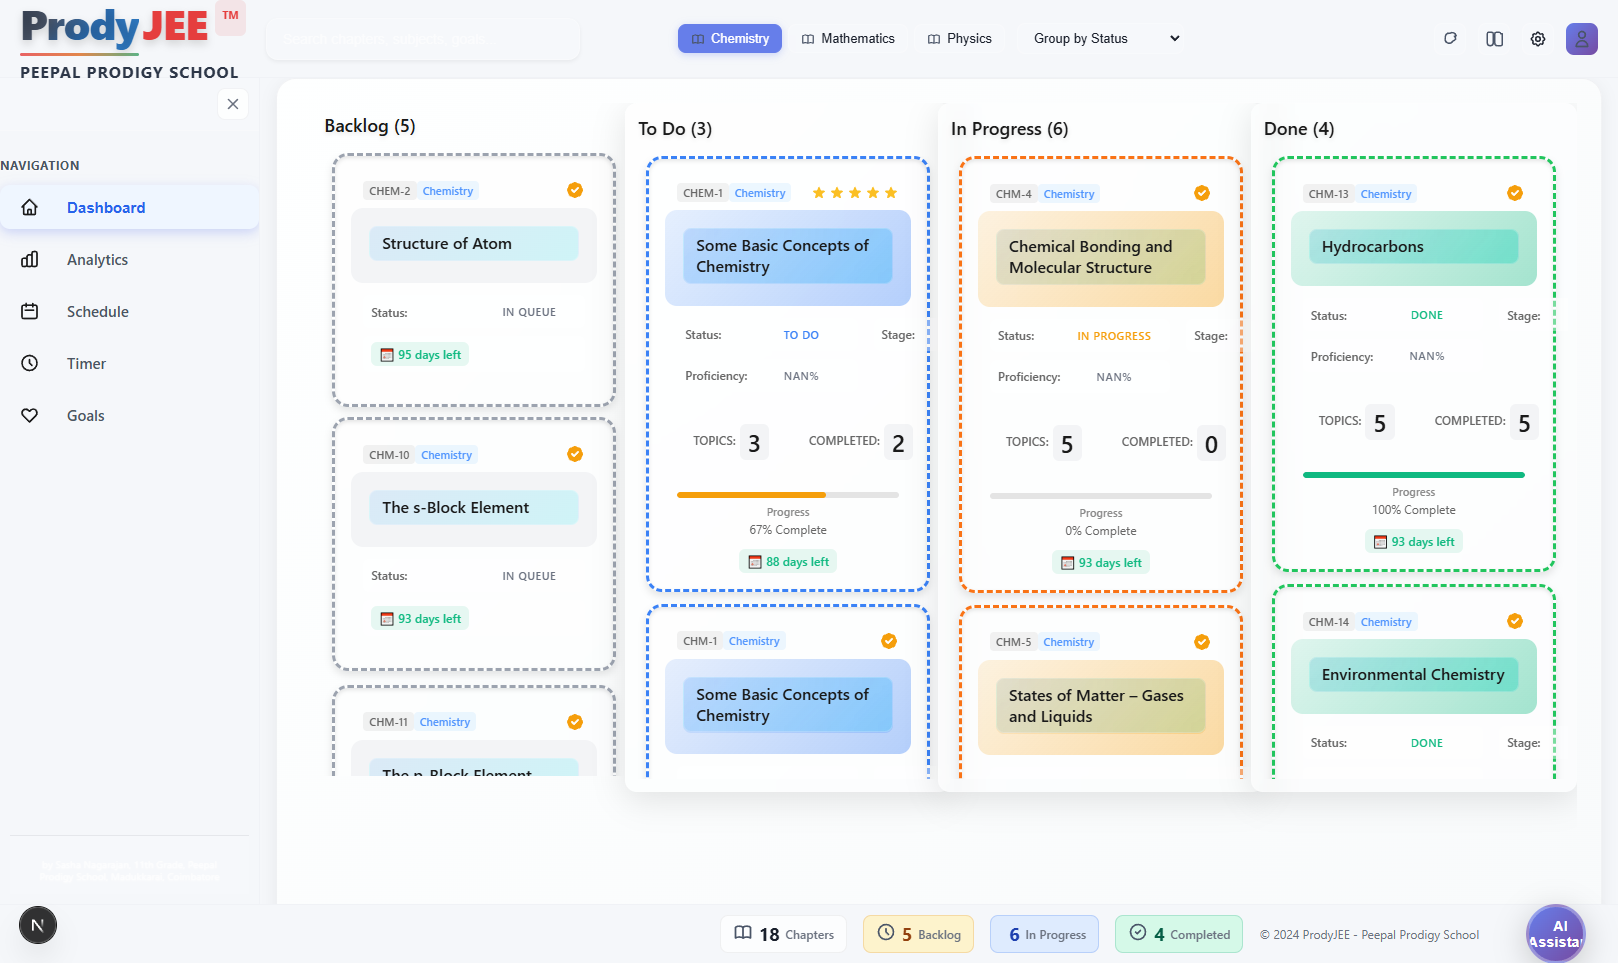 ProdyJEE TM
PEEPAL PRODIGY SCHOOL
Chemistry
Mathematics
Physics
Group by Status
NAVIGATION
Dashboard
Analytics
Schedule
Timer
Goals
Backlog (5)
CHEM-2 Chemistry
Structure of Atom
Status: IN QUEUE
95 days left
CHM-10 Chemistry
The s-Block Element
Status: IN QUEUE
93 days left
CHM-11 Chemistry
The p-Block Element
To Do (3)
CHEM-1 Chemistry
Some Basic Concepts of
Chemistry
Status: TO DO Stage:
Proficiency: NAN%
TOPICS: 3 COMPLETED: 2
Progress
67% Complete
88 days left
CHM-1 Chemistry
Some Basic Concepts of
Chemistry
In Progress (6)
CHM-4 Chemistry
Chemical Bonding and
Molecular Structure
Status: IN PROGRESS Stage:
Proficiency: NAN%
TOPICS: 5 COMPLETED: 0
Progress
0% Complete
93 days left
CHM-5 Chemistry
States of Matter – Gases
and Liquids
Done (4)
CHM-13 Chemistry
Hydrocarbons
Status: DONE Stage:
Proficiency: NAN%
TOPICS: 5 COMPLETED: 5
Progress
100% Complete
93 days left
CHM-14 Chemistry
Environmental Chemistry
Status: DONE Stage:
N
18 Chapters
5 Backlog
6 In Progress
4 Completed
© 2024 ProdyJEE - Peepal Prodigy School
AI
Assista